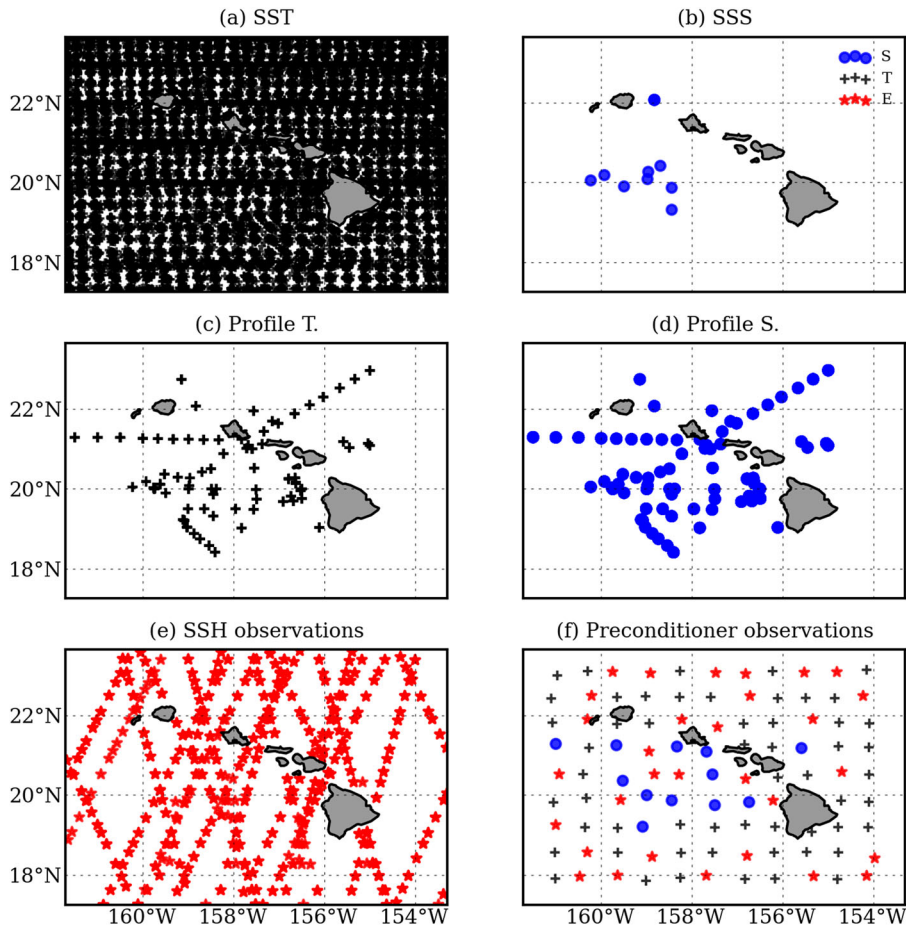 (a) SST
(b) SSS
22°N
20°N
18°N
S
T
E
(c) Profile T.
(d) Profile S.
22°N
20°N
18°N
(e) SSH observations
(f) Preconditioner observations
22°N
20°N
18°N
160°W 158°W 156°W 154°W
160°W 158°W 156°W 154°W